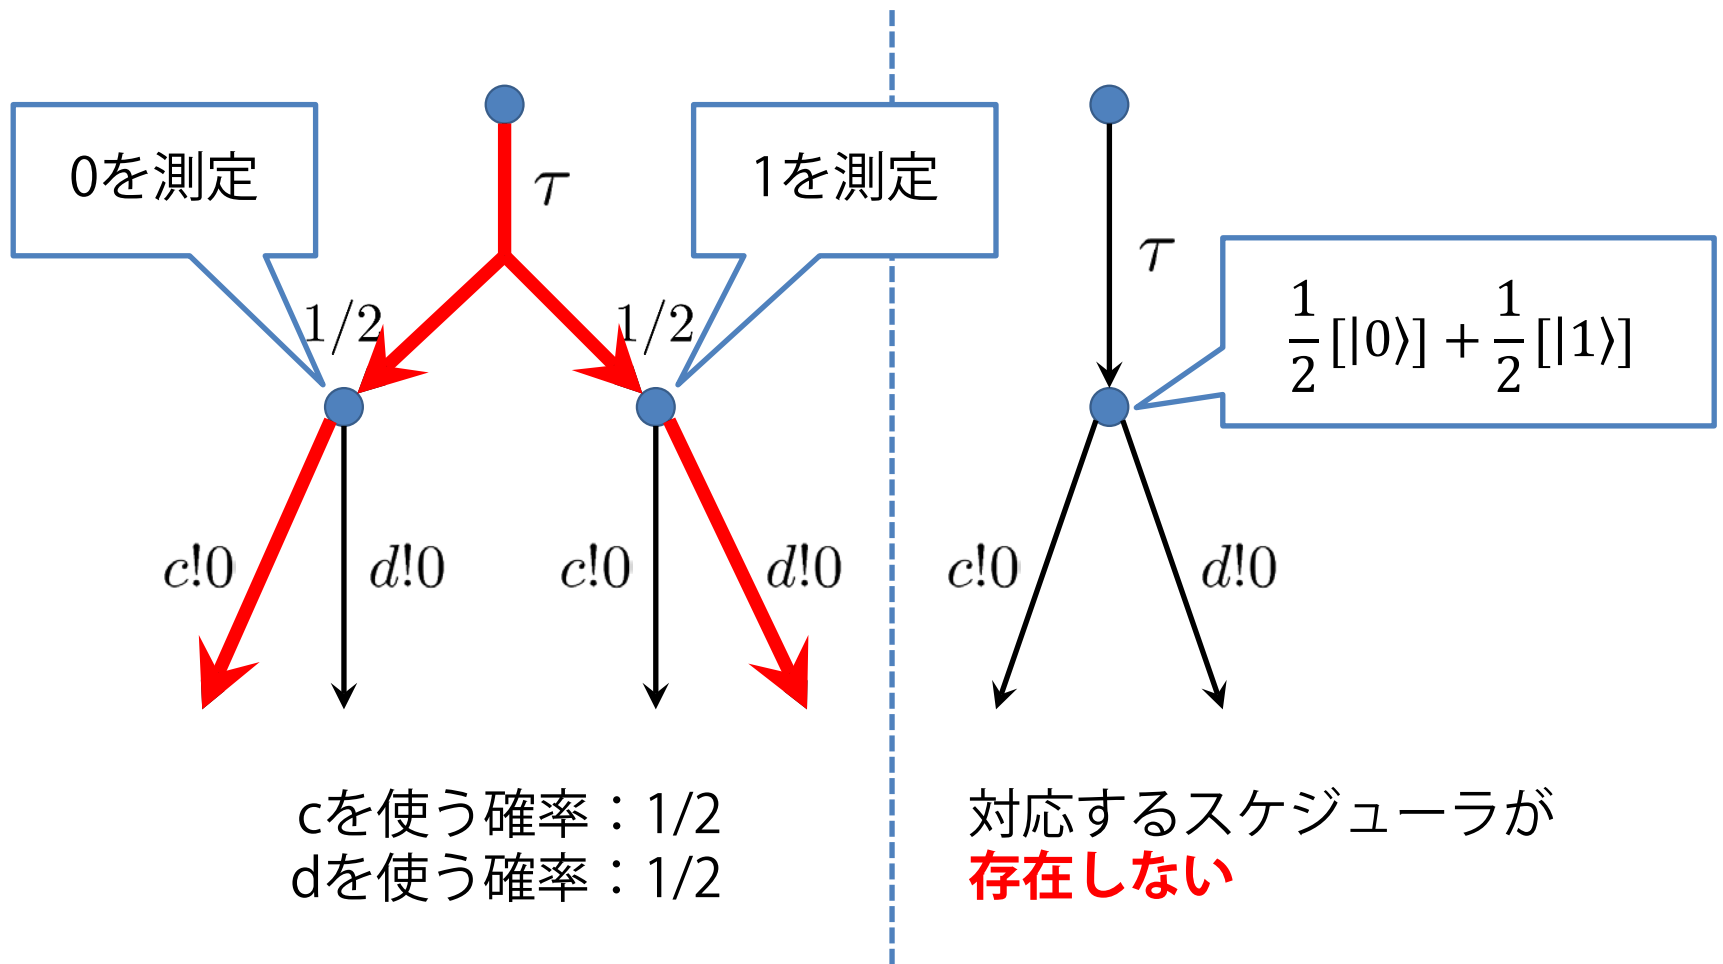 0を測定
τ
1を測定
1/2
1/2
c!0
d!0
c!0
d!0
cを使う確率：1/2
dを使う確率：1/2
τ
1/2 [|0⟩] + 1/2 [|1⟩]
c!0
d!0
対応するスケジューラが
存在しない